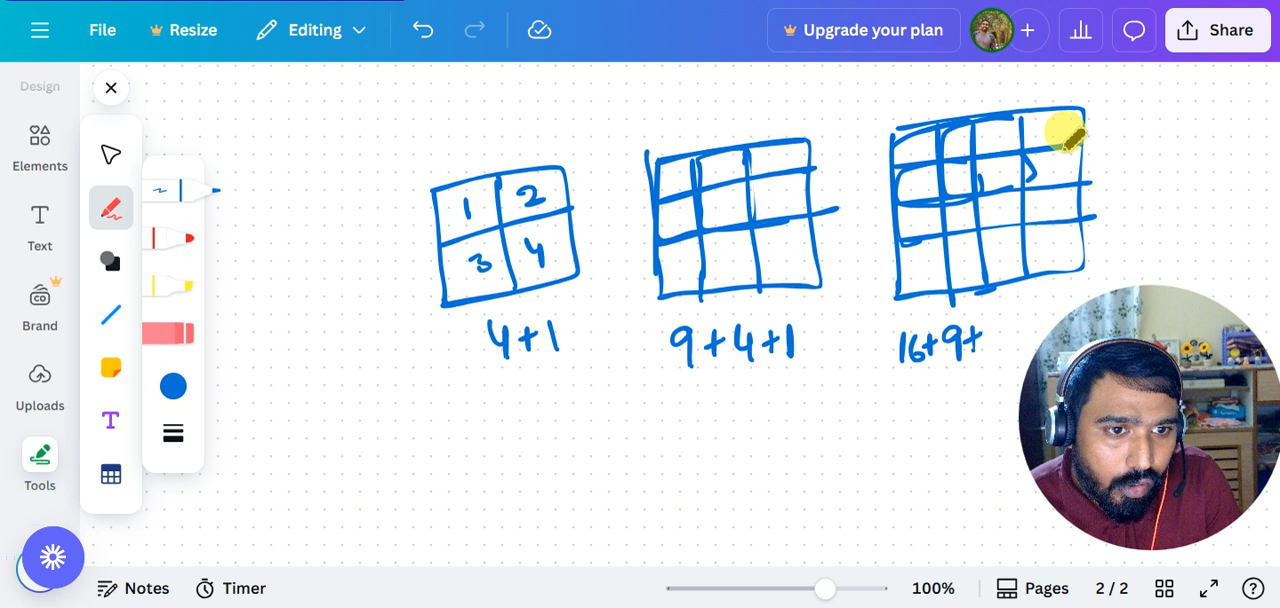 File
Resize
Editing
Upgrade your plan
+
Share
Design
Elements
Text
Brand
Uploads
Tools
1 2
3 4
4+1
9+4+1
16+9+
Notes
Timer
100%
Pages
2 / 2